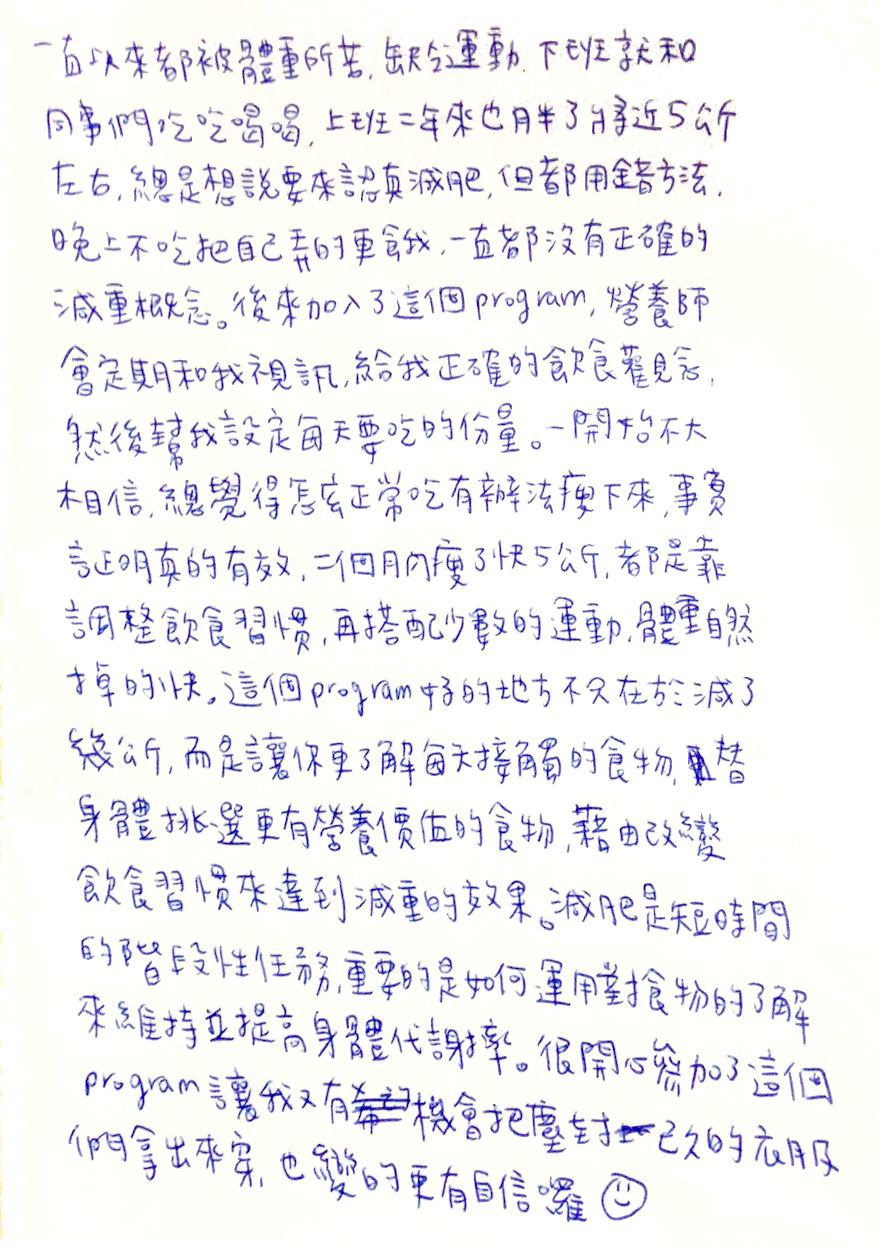 一直以來都被體重所苦,缺乏運動.下班就和
同事們吃吃喝喝,上班二年來也胖了將近5公斤
左右,總是想說要來認真減肥,但都用錯方法,
晚上不吃把自己弄的更餓,一直都沒有正確的
減重概念。後來加入了這個program,營養師
會定期和我視訊,給我正確的飲食觀念,
然後幫我設定每天要吃的份量。一開始不大
相信,總覺得怎麼正常吃有辦法瘦下來,事實
証明真的有效,二個月內瘦了快5公斤,都是靠
調整飲食習慣,再搭配少數的運動,體重自然
掉的快。這個program好的地方不只在於減了
幾公斤,而是讓你更了解每天接觸的食物,替
身體挑選更有營養價值的食物,藉由改變
飲食習慣來達到減重的效果。減肥是短時間
的階段性任務,重要的是如何運用對食物的了解
來維持並提高身體代謝率。很開心參加了這個
program讓我又有機會把塵封已久的衣服
們拿出來穿,也變的更有自信囉☺